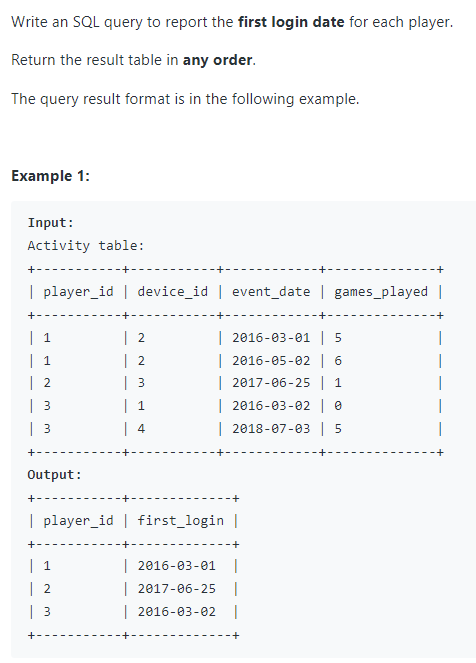 Write an SQL query to report the first login date for each player.
Return the result table in any order.
The query result format is in the following example.
Example 1:
Input:
Activity table:
+-----------+-----------+------------+--------------+
| player_id | device_id | event_date | games_played |
+-----------+-----------+------------+--------------+
| 1         | 2         | 2016-03-01 | 5            |
| 1         | 2         | 2016-05-02 | 6            |
| 2         | 3         | 2017-06-25 | 1            |
| 3         | 1         | 2016-03-02 | 0            |
| 3         | 4         | 2018-07-03 | 5            |
+-----------+-----------+------------+--------------+
Output:
+-----------+-------------+
| player_id | first_login |
+-----------+-------------+
| 1         | 2016-03-01  |
| 2         | 2017-06-25  |
| 3         | 2016-03-02  |
+-----------+-------------+